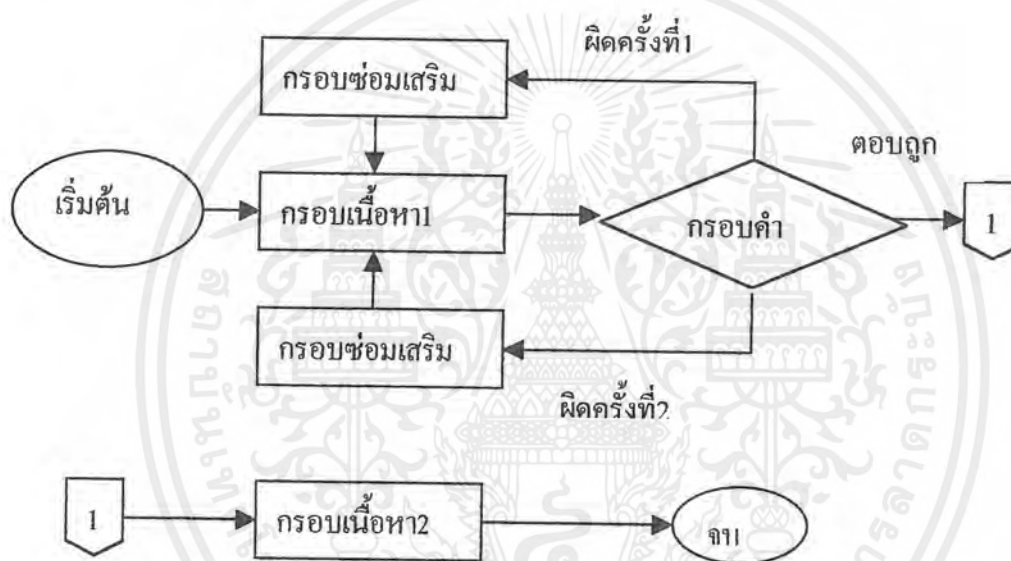 ผิดครั้งที่1
กรอบซ่อมเสริม
ตอบถูก
เริ่มต้น
กรอบเนื้อหา1
กรอบคำ
1
กรอบซ่อมเสริม
ผิดครั้งที่2
1
กรอบเนื้อหา2
จบ